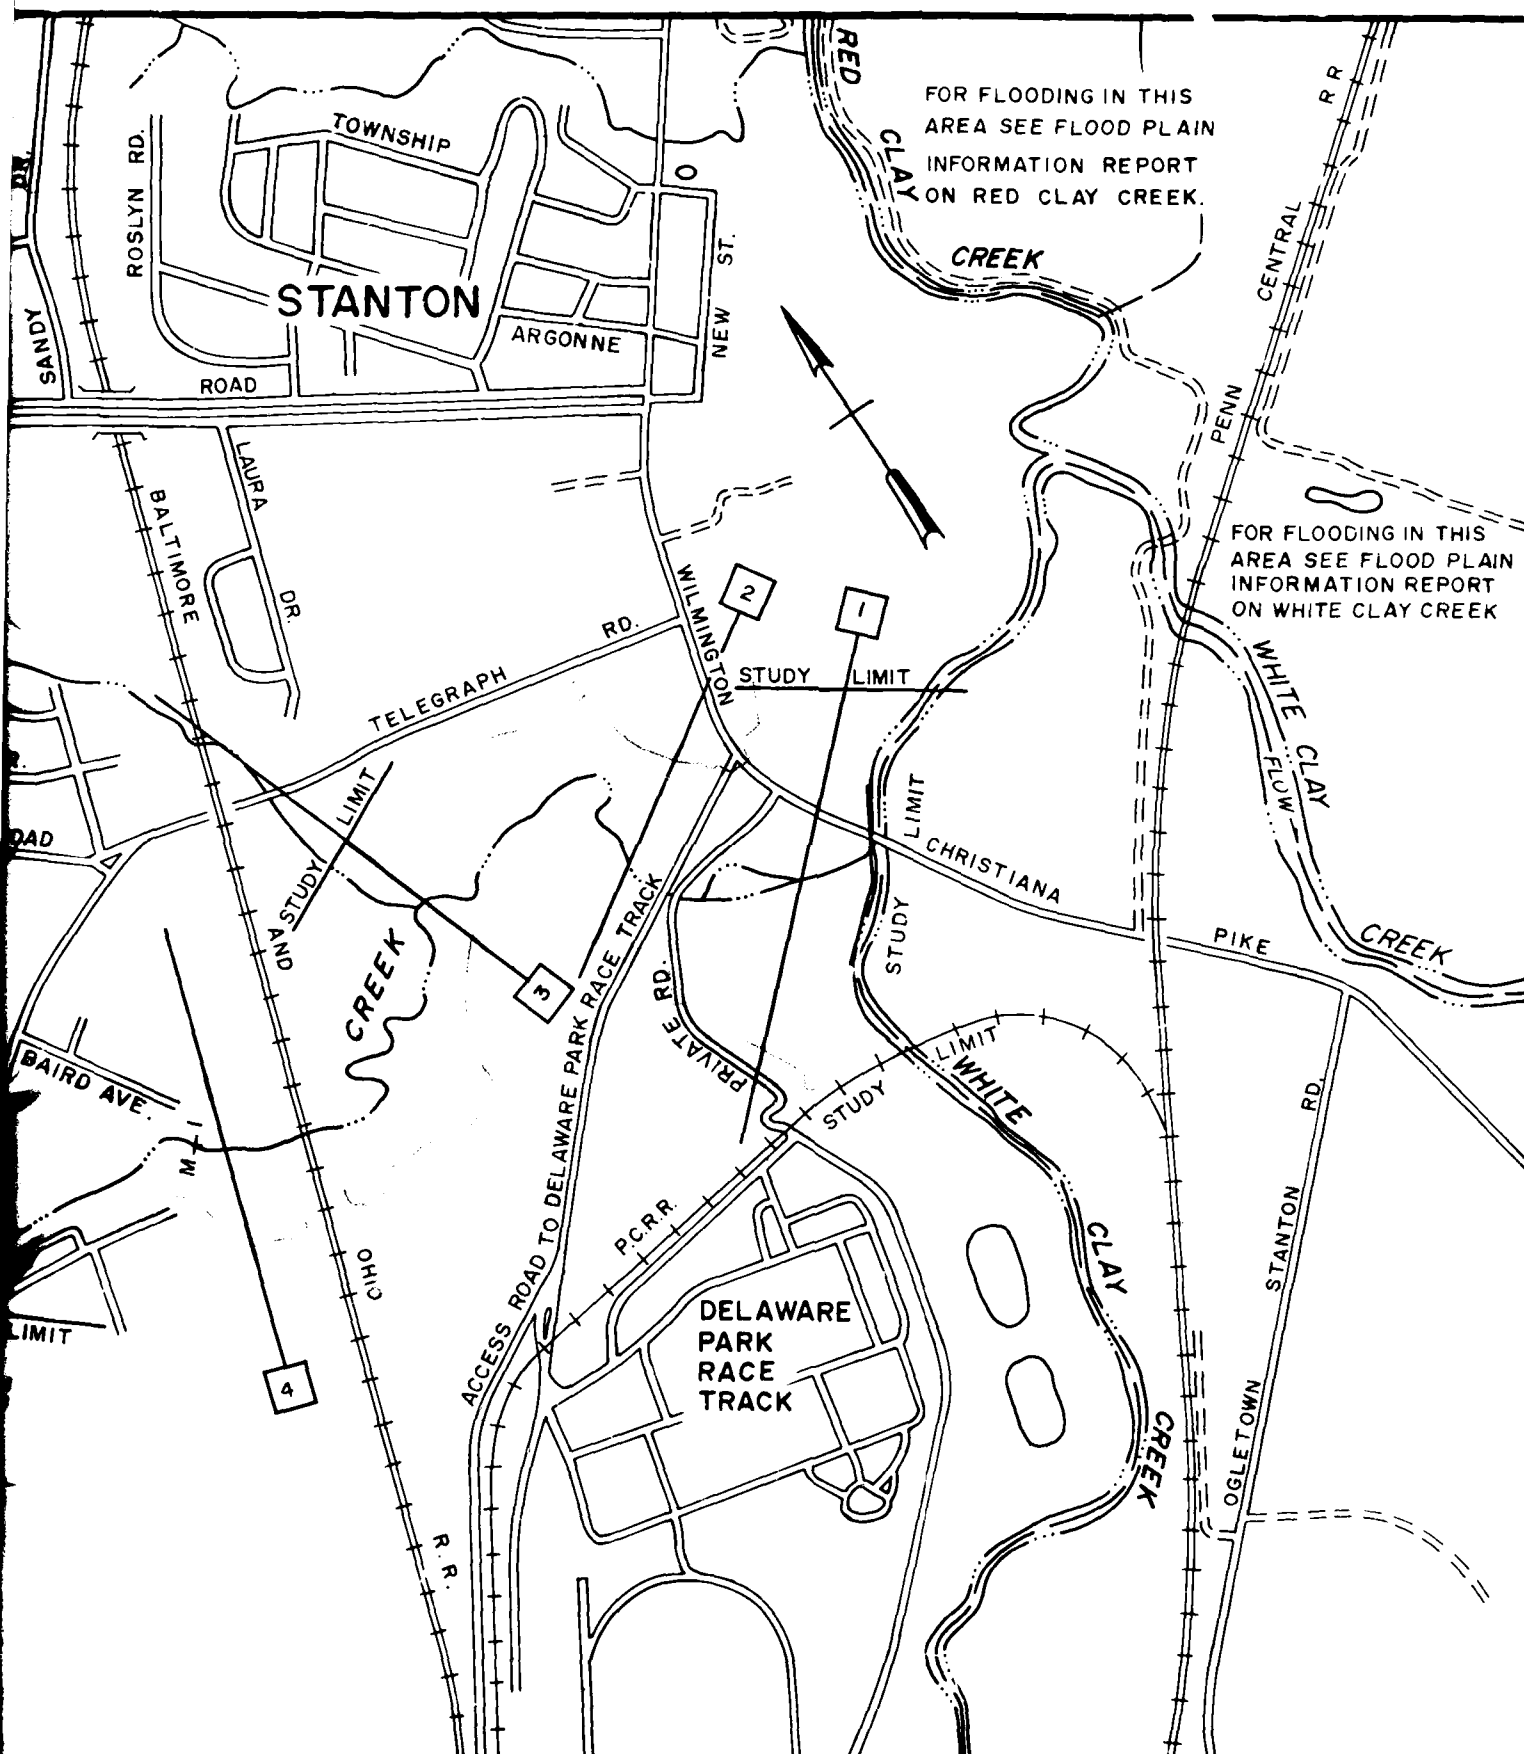 RED
CLAY
CREEK
FOR FLOODING IN THIS
AREA SEE FLOOD PLAIN
INFORMATION REPORT
ON RED CLAY CREEK.
R R
CENTRAL
PENN
DR.
SANDY
ROSLYN RD.
TOWNSHIP
O
NEW ST.
STANTON
ARGONNE
ROAD
LAURA
DR.
BALTIMORE
FOR FLOODING IN THIS
AREA SEE FLOOD PLAIN
INFORMATION REPORT
ON WHITE CLAY CREEK
2
1
WILMINGTON
TELEGRAPH RD.
STUDY LIMIT
WHITE CLAY
FLOW
CREEK
STUDY LIMIT
STUDY LIMIT
CHRISTIANA
PIKE
OAD
AND
CREEK
3
PRIVATE RD.
STUDY LIMIT
WHITE
CLAY
CREEK
BAIRD AVE.
M-1
ACCESS ROAD TO DELAWARE PARK RACE TRACK
P.C.R.R.
OHIO
R.R.
LIMIT
4
DELAWARE
PARK
RACE
TRACK
OGLETOWN STANTON RD.